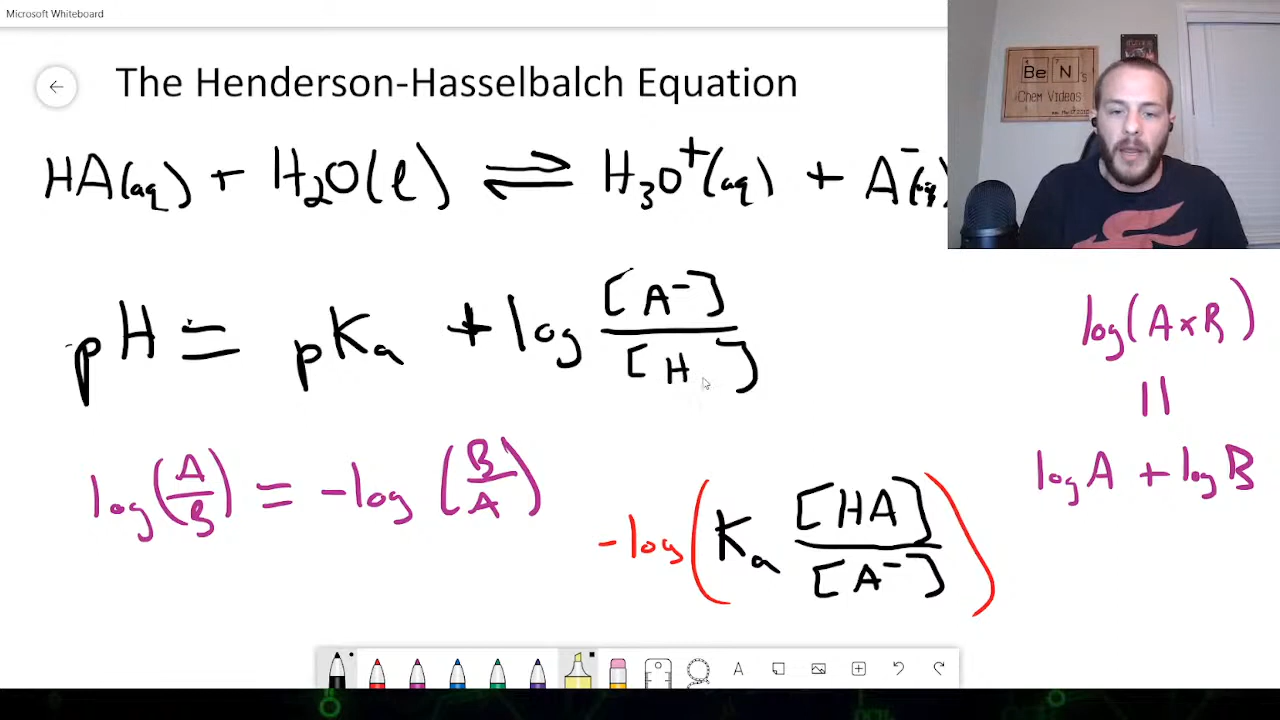 Microsoft Whiteboard
The Henderson-Hasselbalch Equation
Be N's
Chem Videos
HA(aq) + H₂O(l) ⇌ H₃O⁺(aq) + A⁻(aq)
pH = pKₐ + log [A⁻]/[H ]
log(A×B)
||
log A + log B
log(A/B) = -log(B/A)
-log(Kₐ [HA]/[A⁻])
A